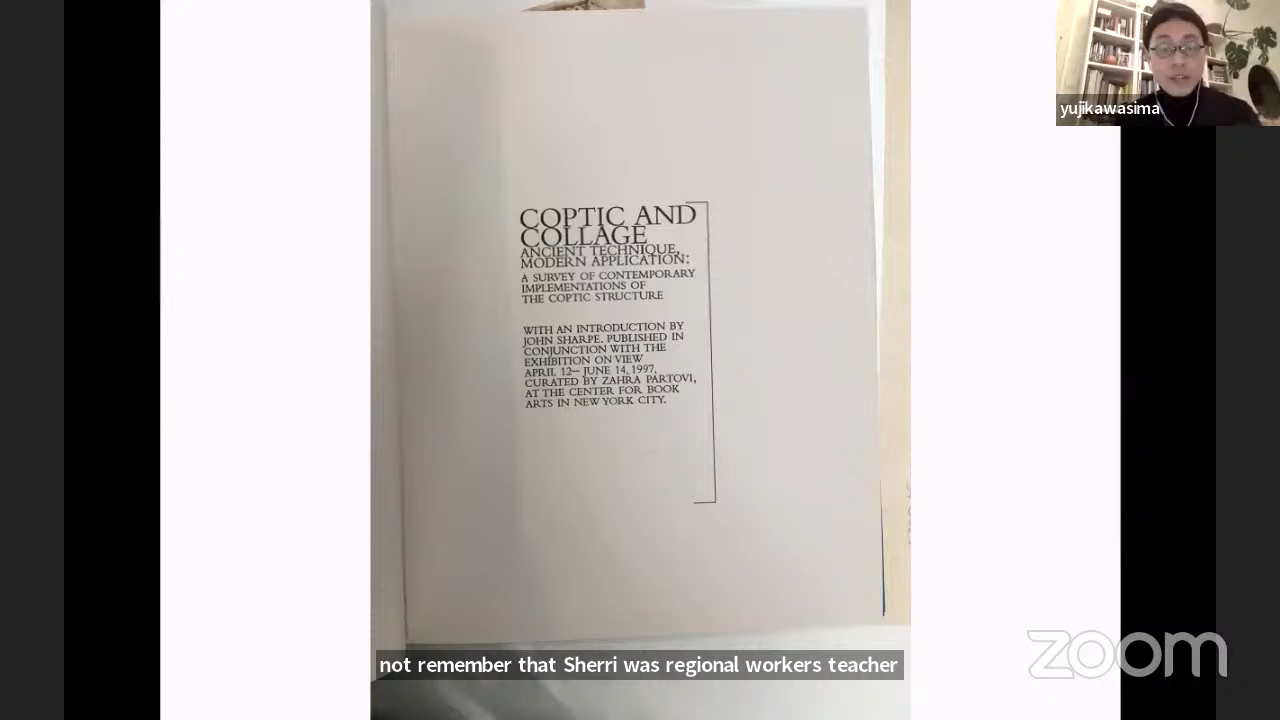 yujikawasima
COPTIC AND
COLLAGE
ANCIENT TECHNIQUE,
MODERN APPLICATION:
A SURVEY OF CONTEMPORARY
IMPLEMENTATIONS OF
THE COPTIC STRUCTURE
WITH AN INTRODUCTION BY
JOHN SHARPE. PUBLISHED IN
CONJUNCTION WITH THE
EXHIBITION ON VIEW
APRIL 12– JUNE 14, 1997,
CURATED BY ZAHRA PARTOVI,
AT THE CENTER FOR BOOK
ARTS IN NEW YORK CITY.
not remember that Sherri was regional workers teacher
zoom